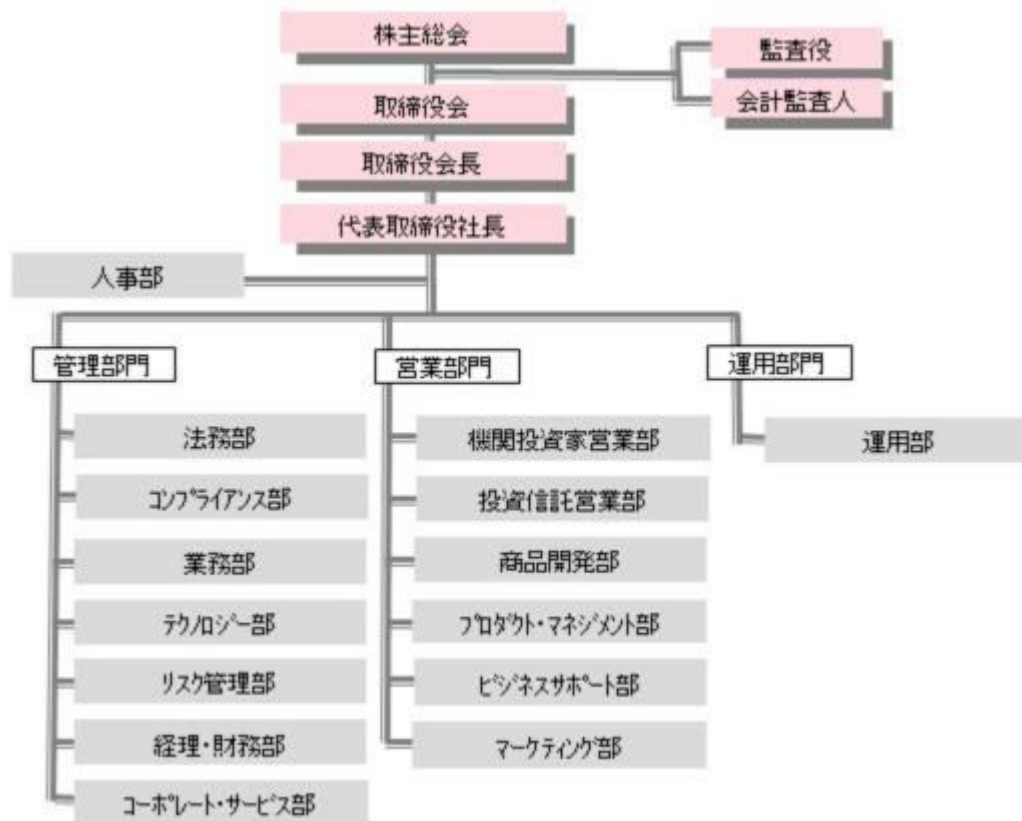 株主総会
監査役
会計監査人
取締役会
取締役会長
代表取締役社長
人事部
管理部門
法務部
コンプライアンス部
業務部
テクノロジー部
リスク管理部
経理・財務部
コーポレート・サービス部
営業部門
機関投資家営業部
投資信託営業部
商品開発部
プロダクト・マネジメント部
ビジネスサポート部
マーケティング部
運用部門
運用部